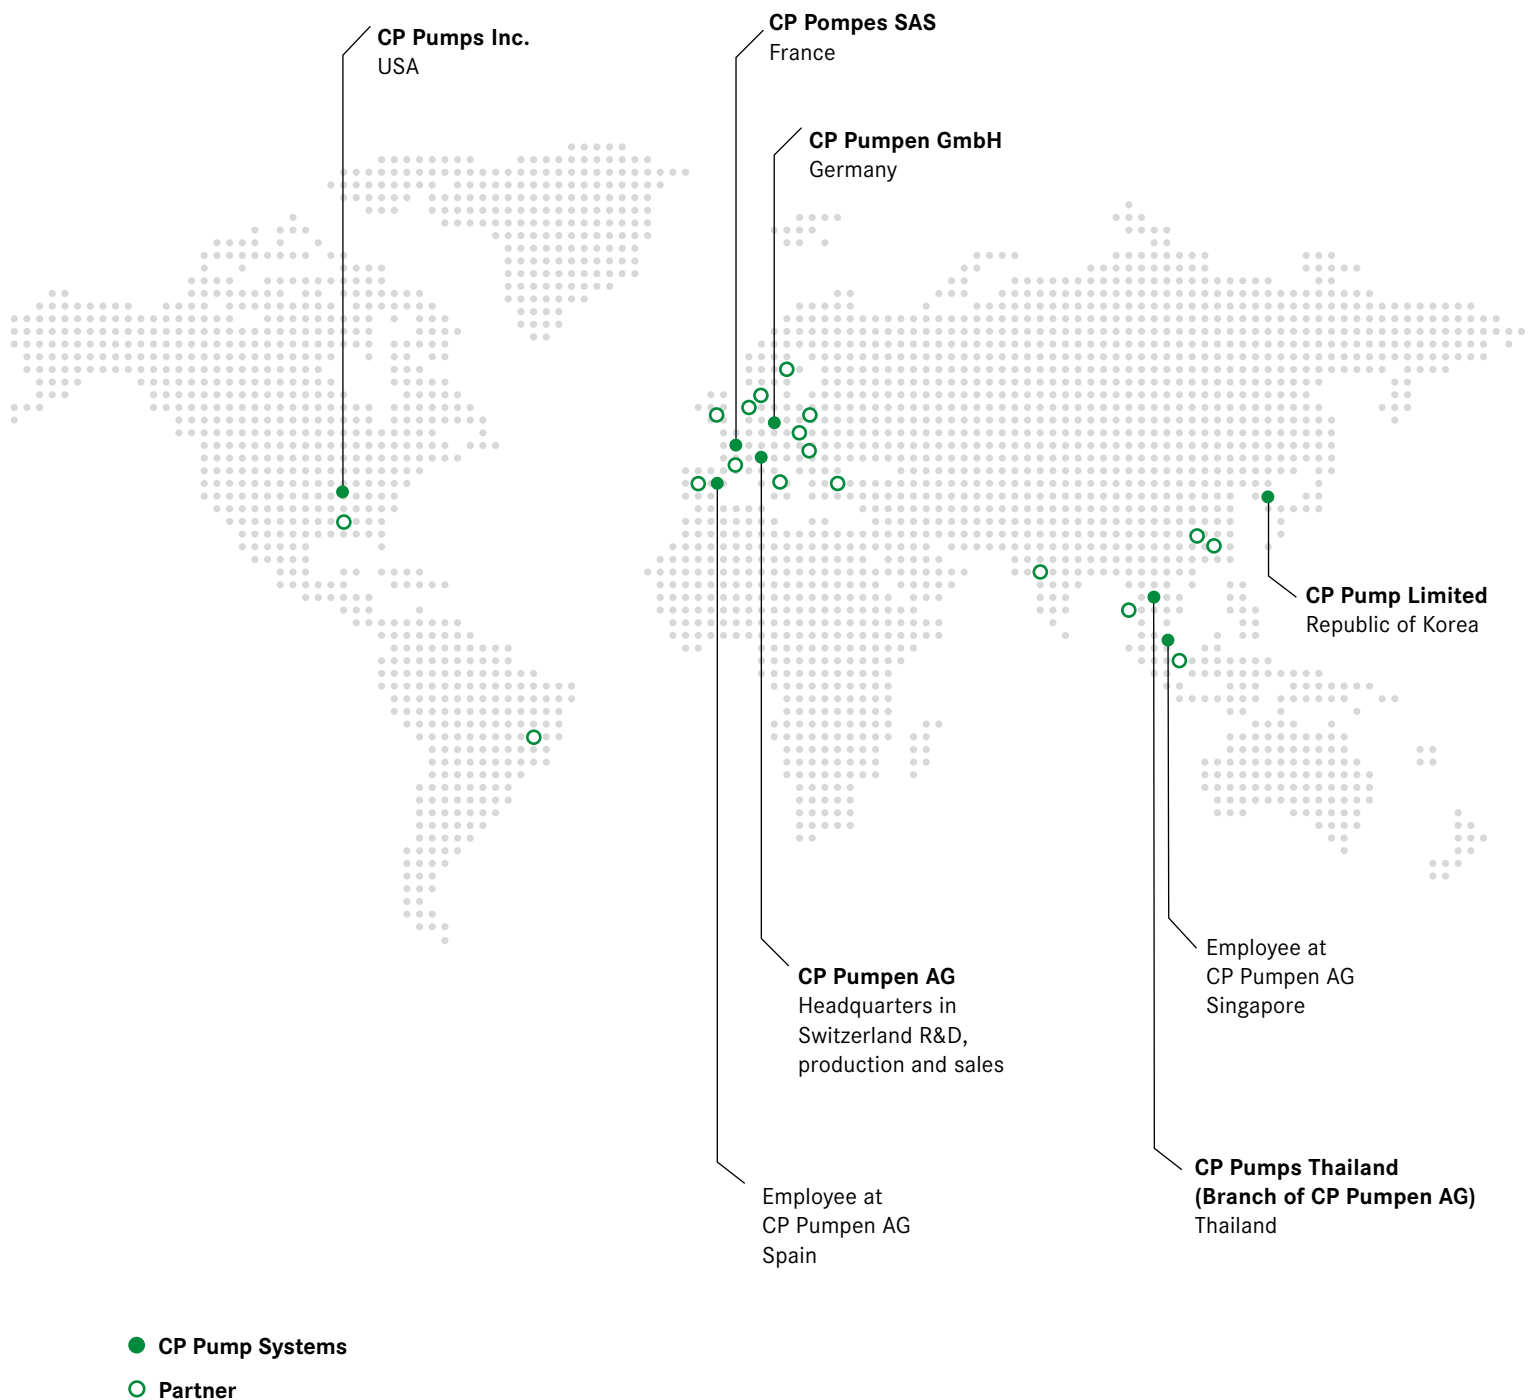 CP Pumps Inc.
USA
CP Pompes SAS
France
CP Pumpen GmbH
Germany
CP Pump Limited
Republic of Korea
Employee at
CP Pumpen AG
Singapore
CP Pumpen AG
Headquarters in
Switzerland R&D,
production and sales
CP Pumps Thailand
(Branch of CP Pumpen AG)
Thailand
Employee at
CP Pumpen AG
Spain
CP Pump Systems
Partner